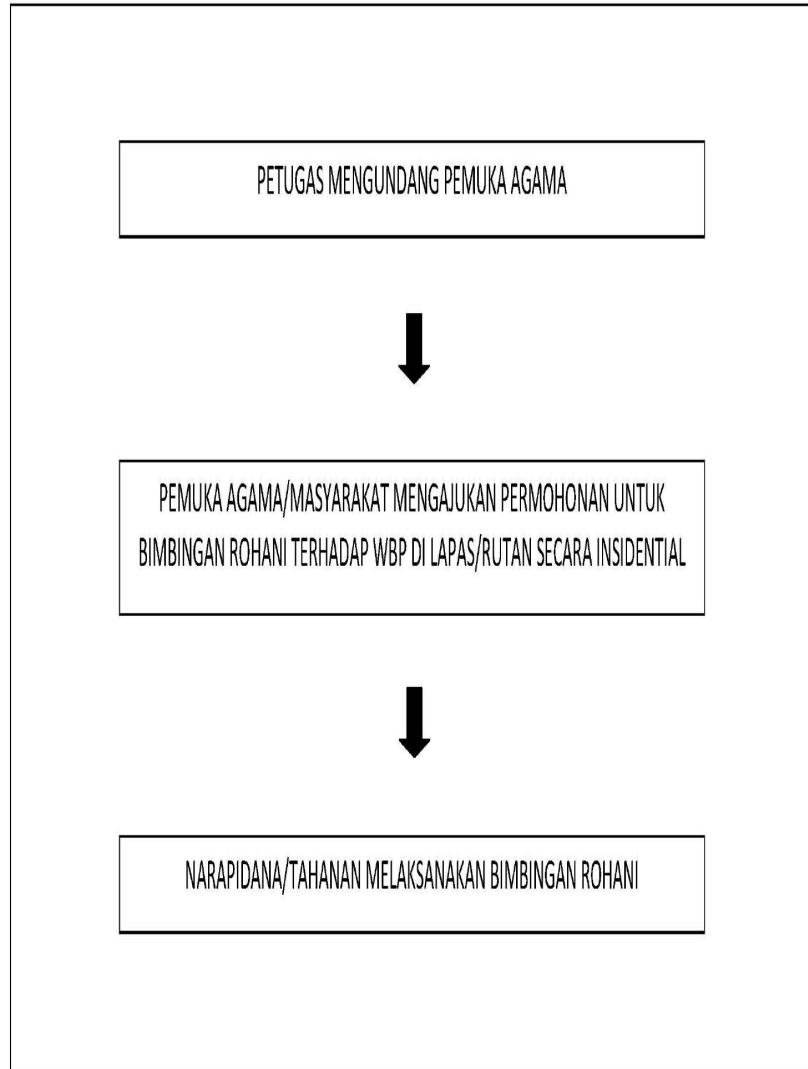 PETUGAS MENGUNDANG PEMUKA AGAMA
PEMUKA AGAMA/MASYARAKAT MENGAJUKAN PERMOHONAN UNTUK
BIMBINGAN ROHANI TERHADAP WBP DI LAPAS/RUTAN SECARA INSIDENTIAL
NARAPIDANA/TAHANAN MELAKSANAKAN BIMBINGAN ROHANI